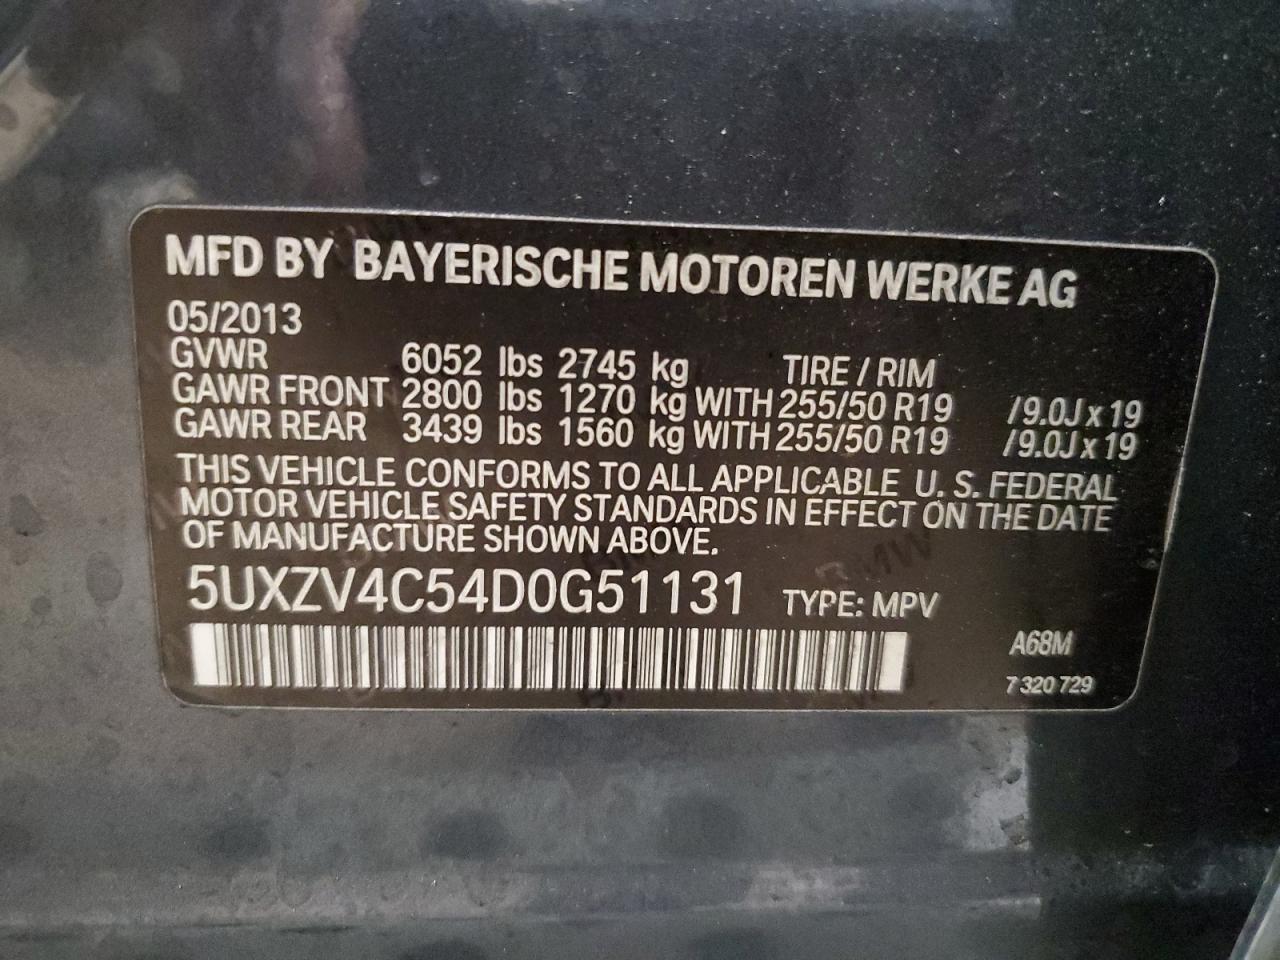 MFD BY BAYERISCHE MOTOREN WERKE AG
05/2013
GVWR 6052 lbs 2745 kg TIRE / RIM
GAWR FRONT 2800 lbs 1270 kg WITH 255/50 R19 /9.0J x 19
GAWR REAR 3439 lbs 1560 kg WITH 255/50 R19 /9.0J x 19
THIS VEHICLE CONFORMS TO ALL APPLICABLE U. S. FEDERAL
MOTOR VEHICLE SAFETY STANDARDS IN EFFECT ON THE DATE
OF MANUFACTURE SHOWN ABOVE.
5UXZV4C54D0G51131 TYPE: MPV
A68M
7 320 729